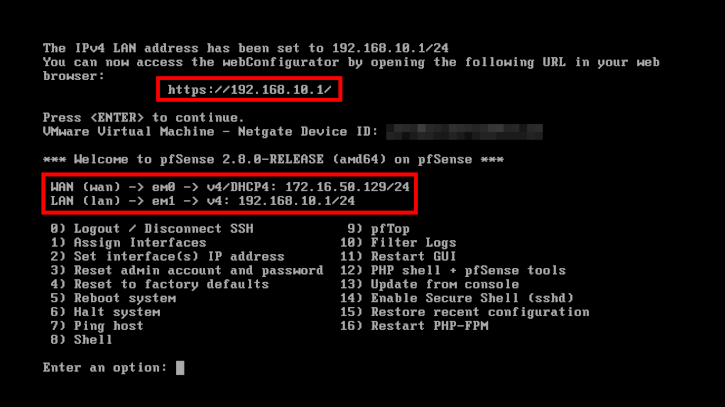 The IPv4 LAN address has been set to 192.168.10.1/24
You can now access the webConfigurator by opening the following URL in your web
browser:
https://192.168.10.1/
Press <ENTER> to continue.
VMware Virtual Machine - Netgate Device ID:
*** Welcome to pfSense 2.8.0-RELEASE (amd64) on pfSense ***
WAN (wan) -> em0 -> v4/DHCP4: 172.16.50.129/24
LAN (lan) -> em1 -> v4: 192.168.10.1/24
0) Logout / Disconnect SSH 9) pfTop
1) Assign Interfaces 10) Filter Logs
2) Set interface(s) IP address 11) Restart GUI
3) Reset admin account and password 12) PHP shell + pfSense tools
4) Reset to factory defaults 13) Update from console
5) Reboot system 14) Enable Secure Shell (sshd)
6) Halt system 15) Restore recent configuration
7) Ping host 16) Restart PHP-FPM
8) Shell
Enter an option: